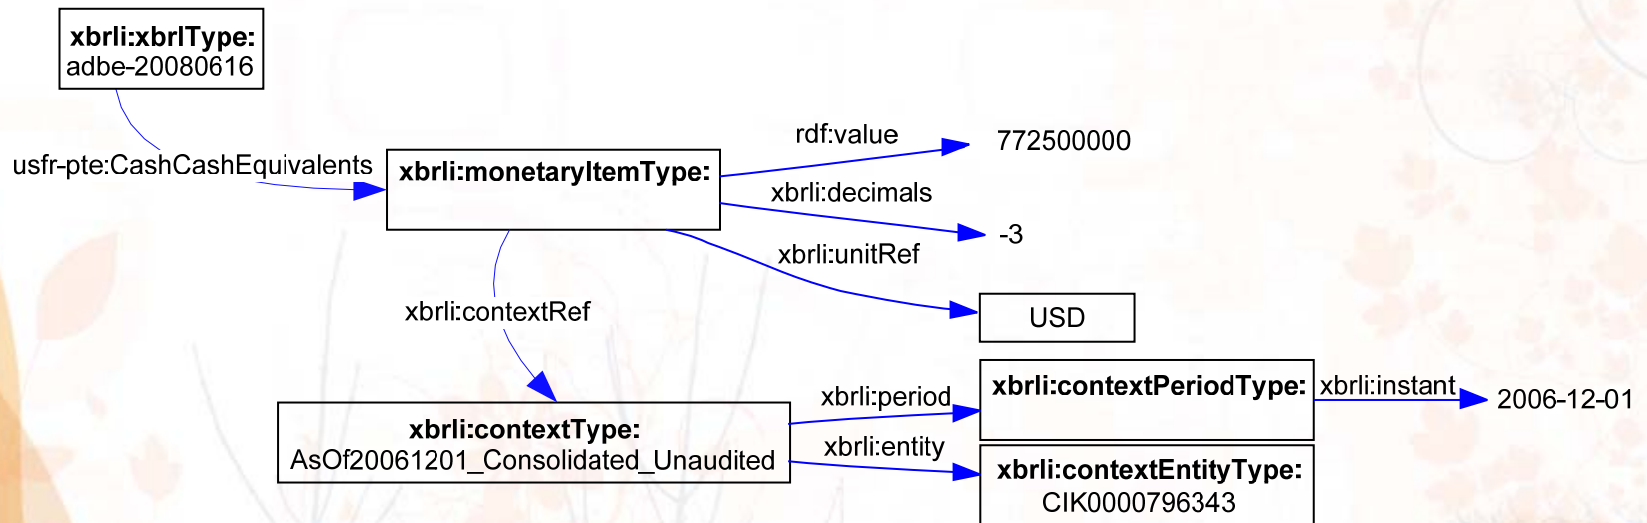 xbrli:xbrlType:
adbe-20080616
usfr-pte:CashCashEquivalents
xbrli:monetaryItemType:
rdf:value
772500000
xbrli:decimals
-3
xbrli:unitRef
USD
xbrli:contextRef
xbrli:contextType:
AsOf20061201_Consolidated_Unaudited
xbrli:period
xbrli:contextPeriodType:
xbrli:instant
2006-12-01
xbrli:entity
xbrli:contextEntityType:
CIK0000796343